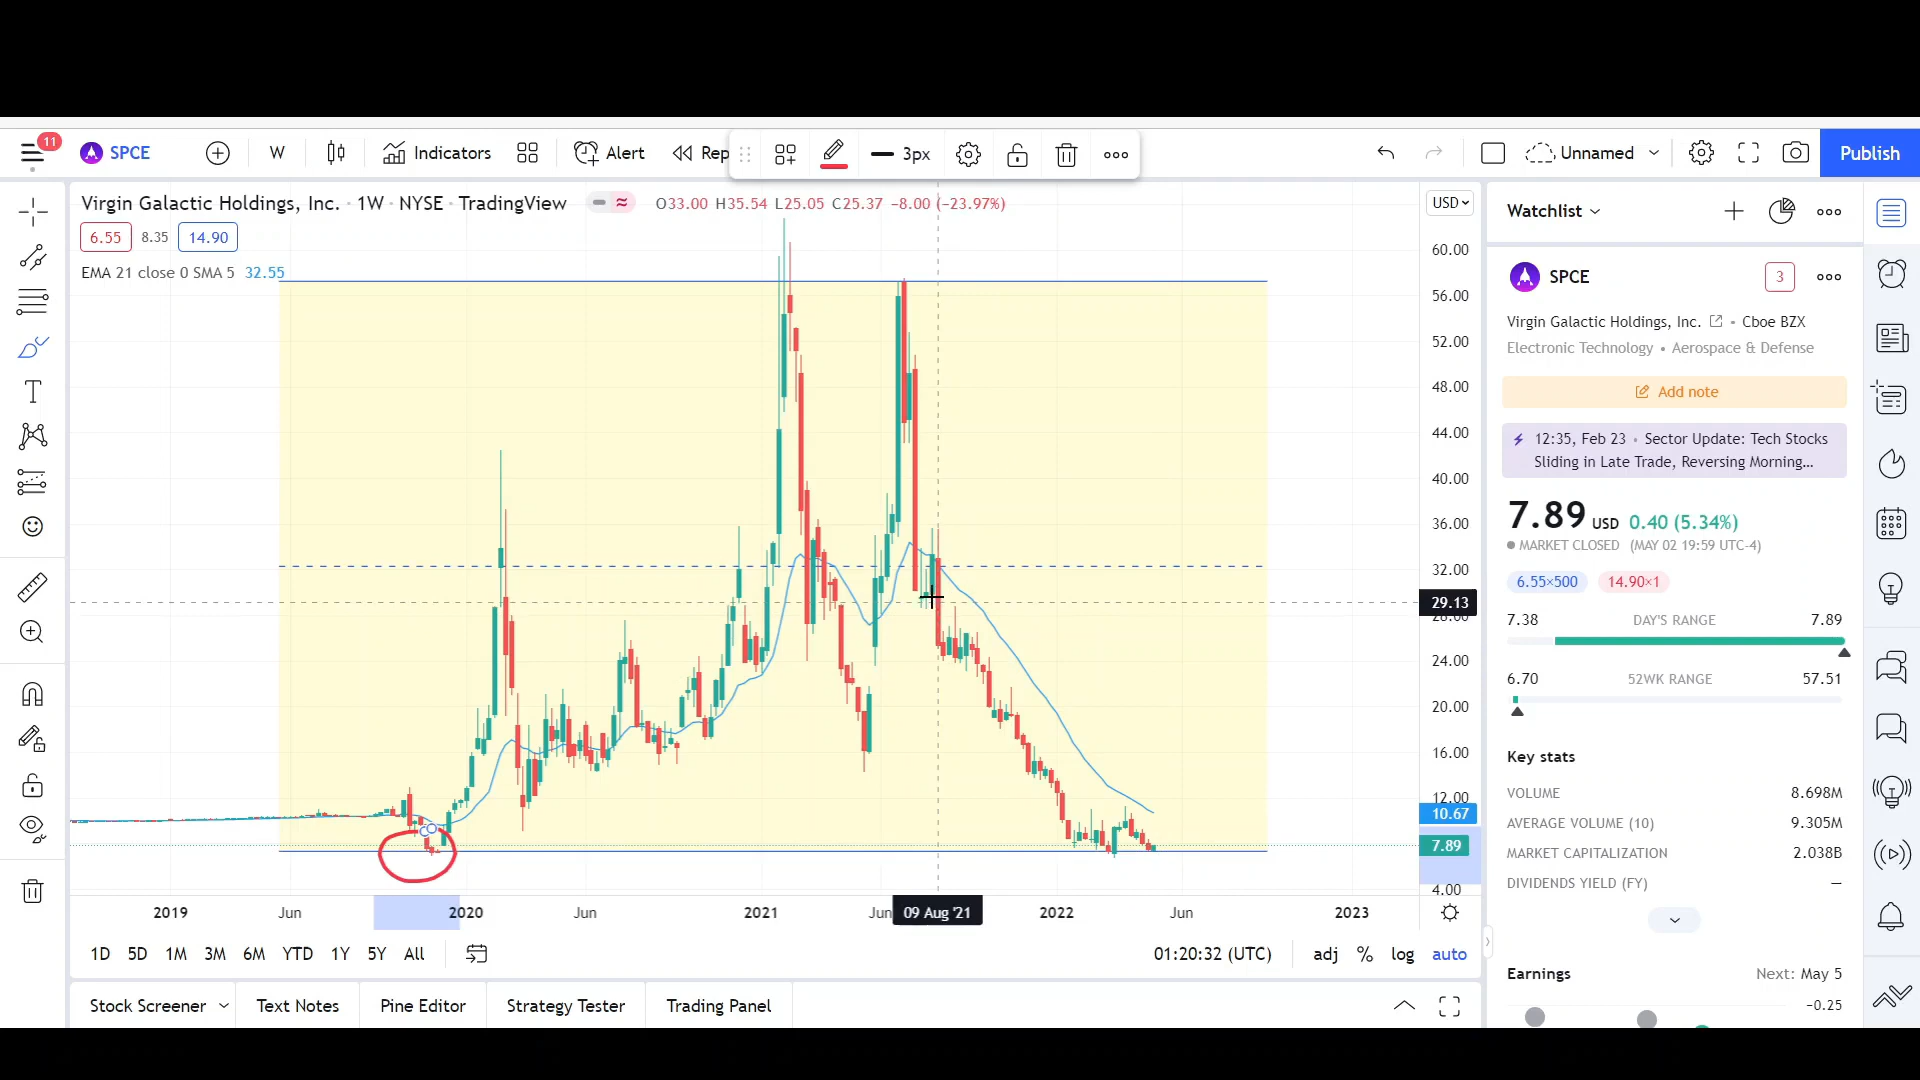 11
SPCE
W
Indicators
Alert
Rep
3px
Unnamed
Publish
Virgin Galactic Holdings, Inc. · 1W · NYSE · TradingView
O33.00 H35.54 L25.05 C25.37 −8.00 (−23.97%)
USD
6.55 8.35 14.90
EMA 21 close 0 SMA 5 32.55
60.00
56.00
52.00
48.00
44.00
40.00
36.00
32.00
29.13
28.00
24.00
20.00
16.00
12.00
10.67
7.89
4.00
2019 Jun 2020 Jun 2021 Jun 09 Aug '21 2022 Jun 2023
1D 5D 1M 3M 6M YTD 1Y 5Y All
01:20:32 (UTC) adj % log auto
Stock Screener Text Notes Pine Editor Strategy Tester Trading Panel
Watchlist
SPCE
3
Virgin Galactic Holdings, Inc. • Cboe BZX
Electronic Technology • Aerospace & Defense
Add note
12:35, Feb 23 • Sector Update: Tech Stocks
Sliding in Late Trade, Reversing Morning...
7.89 USD 0.40 (5.34%)
MARKET CLOSED (MAY 02 19:59 UTC-4)
6.55×500 14.90×1
7.38 DAY'S RANGE 7.89
6.70 52WK RANGE 57.51
Key stats
VOLUME 8.698M
AVERAGE VOLUME (10) 9.305M
MARKET CAPITALIZATION 2.038B
DIVIDENDS YIELD (FY) —
Earnings Next: May 5
−0.25